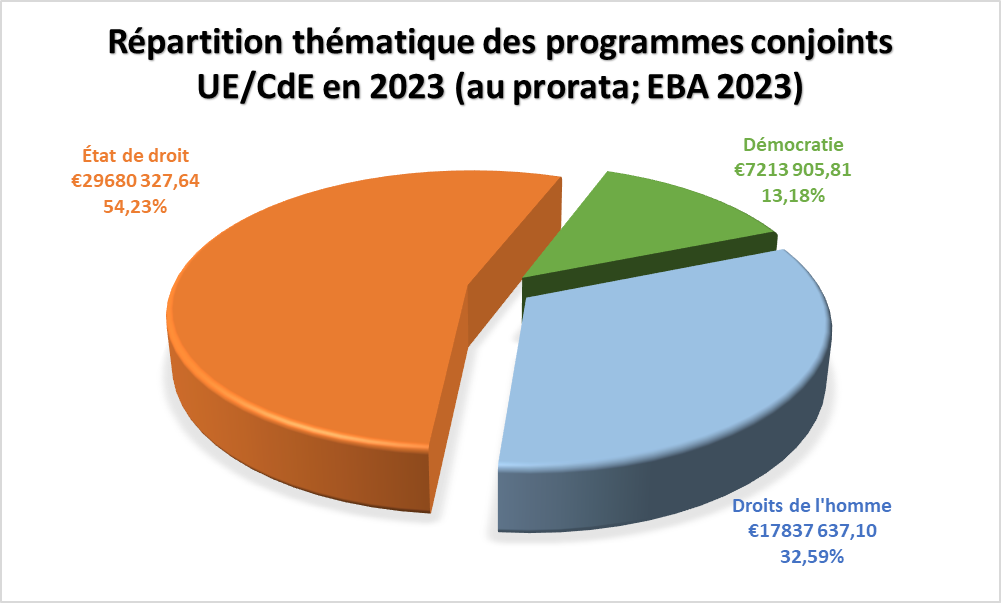 Répartition thématique des programmes conjoints
UE/CdE en 2023 (au prorata; EBA 2023)
État de droit
€29680 327,64
54,23%
Démocratie
€7213 905,81
13,18%
Droits de l'homme
€17837 637,10
32,59%